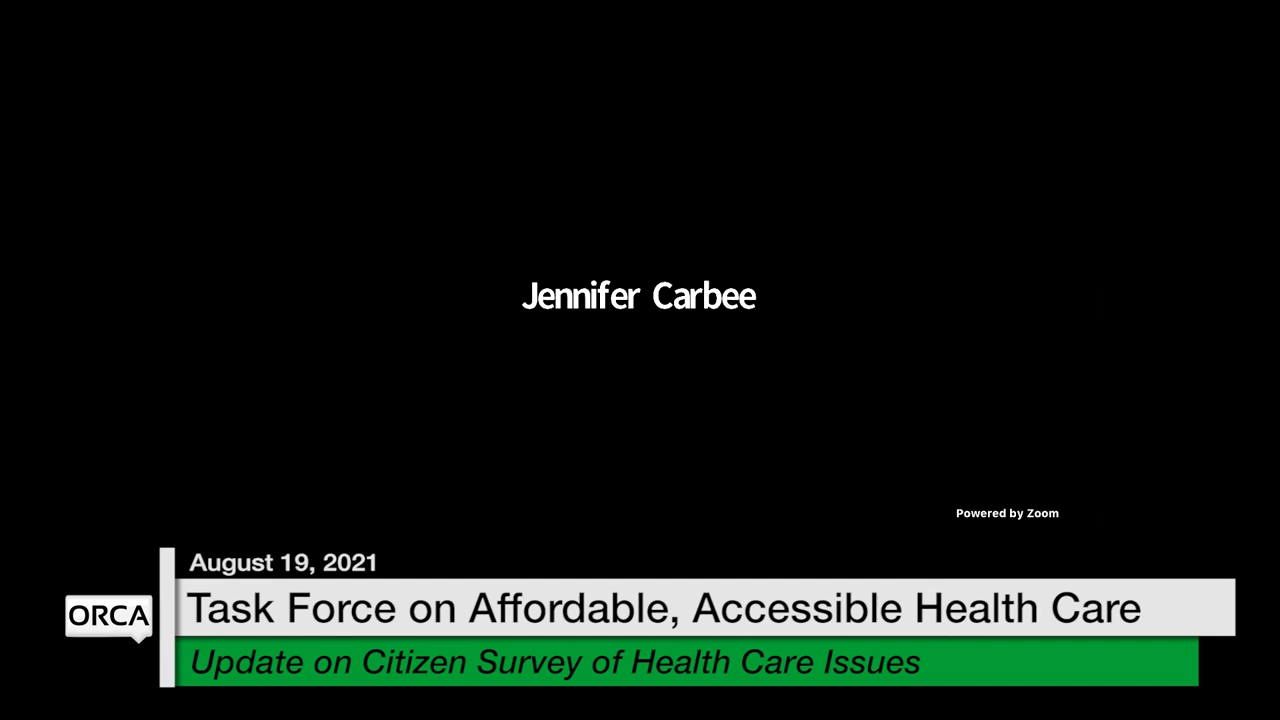 Jennifer Carbee
Powered by Zoom
August 19, 2021
Task Force on Affordable, Accessible Health Care
ORCA
Update on Citizen Survey of Health Care Issues